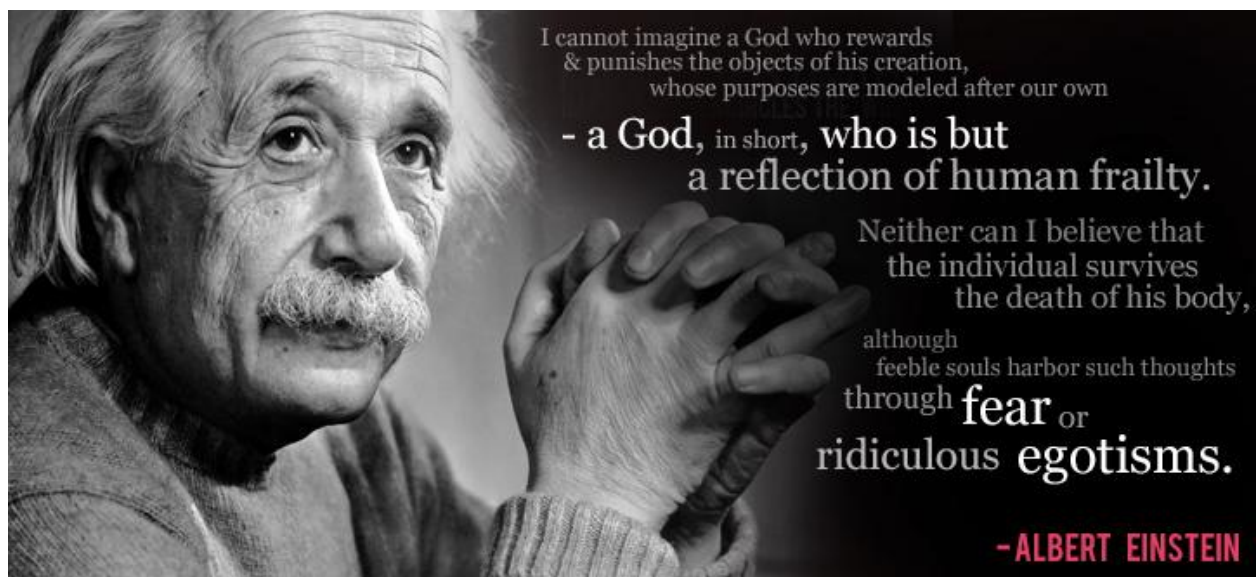 I cannot imagine a God who rewards
& punishes the objects of his creation,
whose purposes are modeled after our own
- a God, in short, who is but
a reflection of human frailty.
Neither can I believe that
the individual survives
the death of his body,
although
feeble souls harbor such thoughts
through fear or
ridiculous egotisms.
-ALBERT EINSTEIN